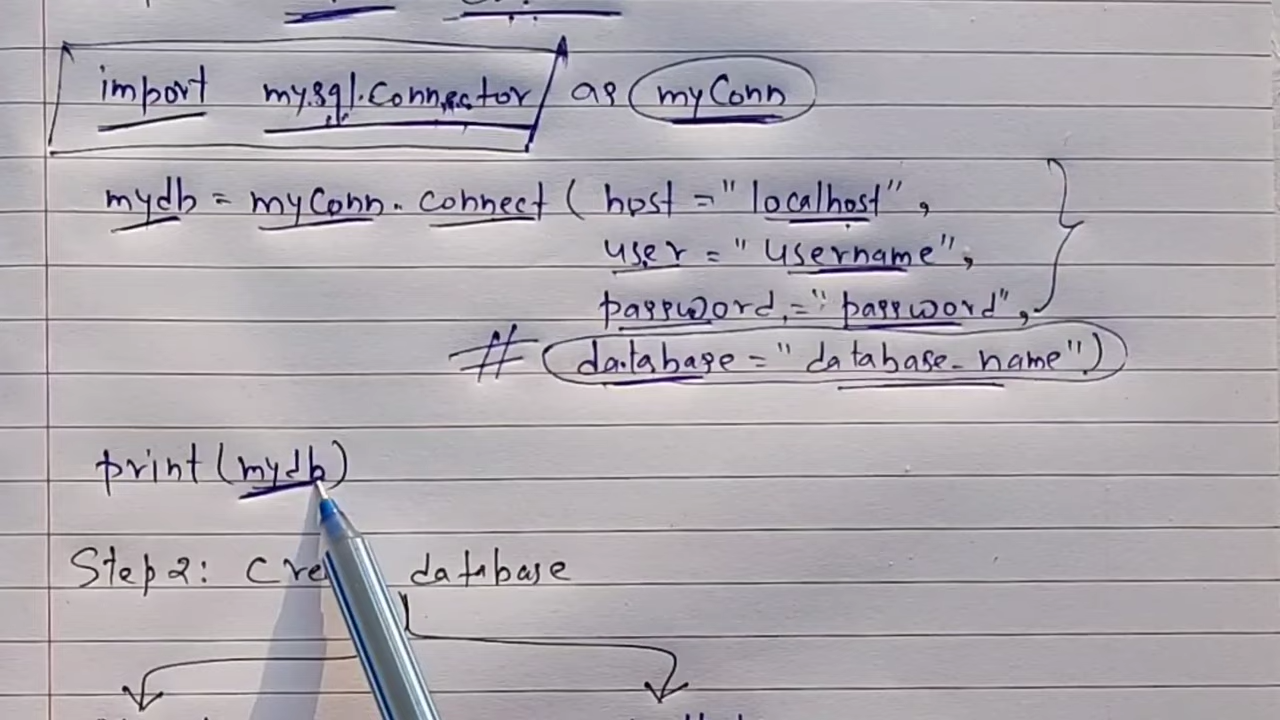 import mysql.connector as myConn
mydb = myConn.connect( host = "localhost",
user = "username",
password = "password",
# database = "database_name")
print(mydb)
Step 2: database